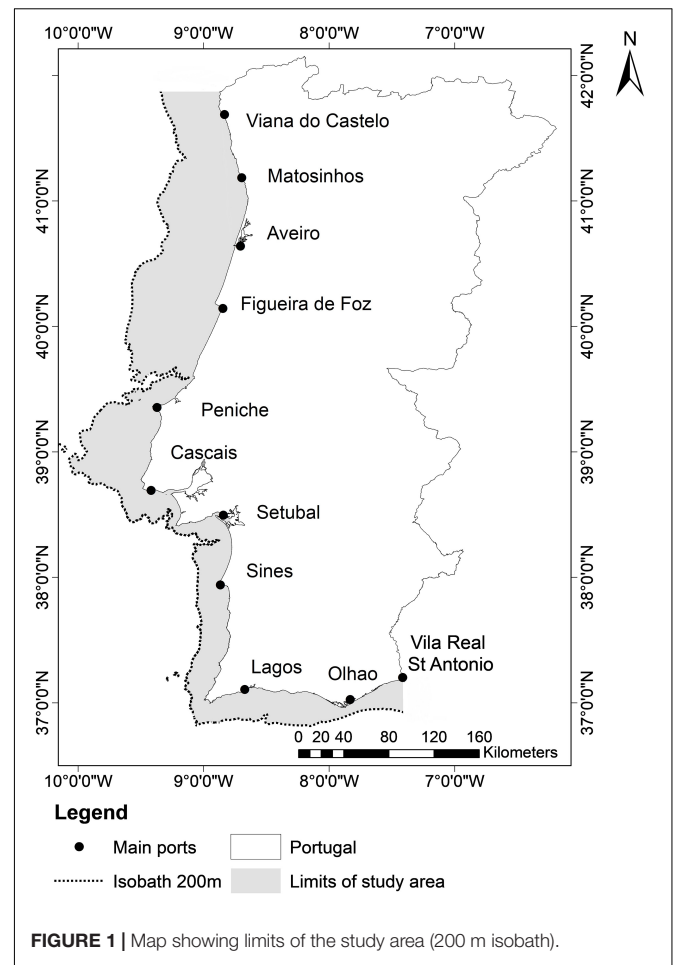 10°0'0"W 9°0'0"W 8°0'0"W 7°0'0"W
N
42°0'0"N
41°0'0"N 41°0'0"N
40°0'0"N 40°0'0"N
39°0'0"N 39°0'0"N
38°0'0"N 38°0'0"N
37°0'0"N 37°0'0"N
Viana do Castelo
Matosinhos
Aveiro
Figueira de Foz
Peniche
Cascais
Setubal
Sines
Vila Real
St Antonio
Lagos
Olhao
0 20 40 80 120 160
Kilometers
10°0'0"W 9°0'0"W 8°0'0"W 7°0'0"W
Legend
Main ports
Portugal
Isobath 200m
Limits of study area
FIGURE 1 | Map showing limits of the study area (200 m isobath).